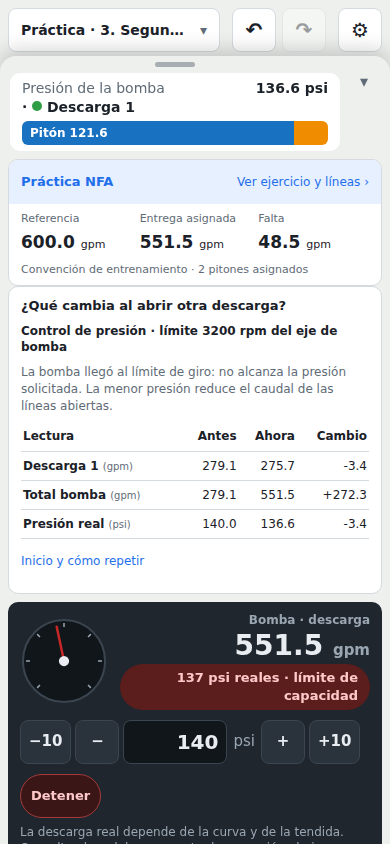 Práctica · 3. Segun... ▾ ↶ ↷ ⚙
Presión de la bomba 136.6 psi ▾
· Descarga 1
Pitón 121.6
Práctica NFA Ver ejercicio y líneas ›
Referencia Entrega asignada Falta
600.0 gpm 551.5 gpm 48.5 gpm
Convención de entrenamiento · 2 pitones asignados
¿Qué cambia al abrir otra descarga?
Control de presión · límite 3200 rpm del eje de
bomba
La bomba llegó al límite de giro: no alcanza la presión
solicitada. La menor presión reduce el caudal de las
líneas abiertas.
Lectura Antes Ahora Cambio
Descarga 1 (gpm) 279.1 275.7 -3.4
Total bomba (gpm) 279.1 551.5 +272.3
Presión real (psi) 140.0 136.6 -3.4
Inicio y cómo repetir
Bomba · descarga
551.5 gpm
137 psi reales · límite de
capacidad
−10 − 140 psi + +10
Detener
La descarga real depende de la curva y de la tendida.